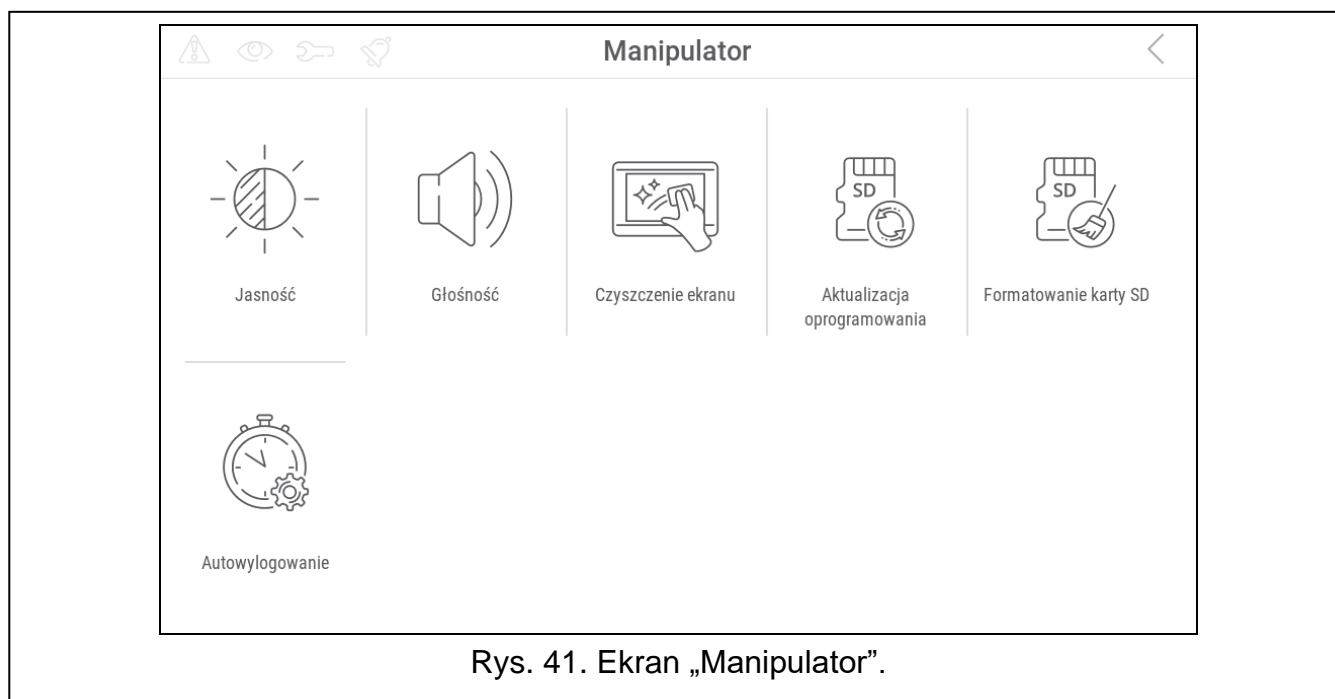 Manipulator
Jasność
Głośność
Czyszczenie ekranu
SD
Aktualizacja
oprogramowania
SD
Formatowanie karty SD
Autowylogowanie
Rys. 41. Ekran „Manipulator”.